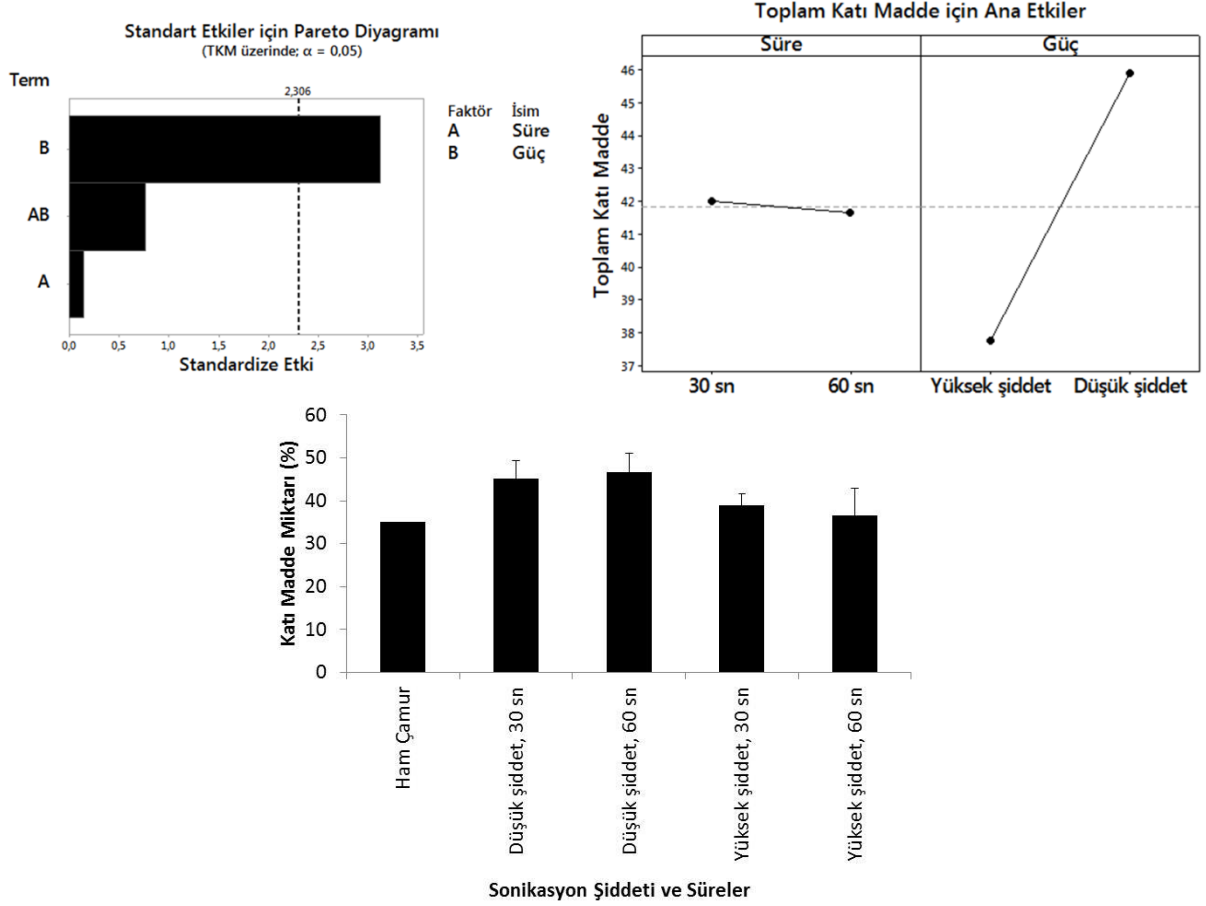 Standart Etkiler için Pareto Diyagramı
(TKM üzerinde; α = 0,05)
Term
2,306
B
AB
A
0,0 0,5 1,0 1,5 2,0 2,5 3,0 3,5
Standardize Etki
Faktör İsim
A Süre
B Güç
Toplam Katı Madde için Ana Etkiler
Süre Güç
Toplam Katı Madde
46
45
44
43
42
41
40
39
38
37
30 sn 60 sn Yüksek şiddet Düşük şiddet
Katı Madde Miktarı (%)
60
50
40
30
20
10
0
Ham Çamur
Düşük şiddet, 30 sn
Düşük şiddet, 60 sn
Yüksek şiddet, 30 sn
Yüksek şiddet, 60 sn
Sonikasyon Şiddeti ve Süreler